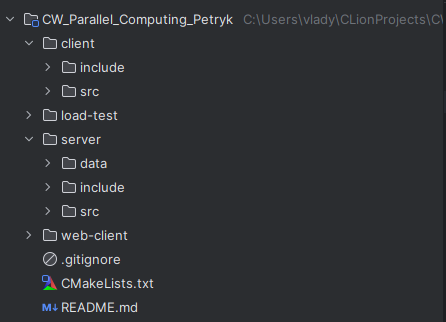 CW_Parallel_Computing_Petryk C:\Users\vlady\CLionProjects\C
client
include
src
load-test
server
data
include
src
web-client
.gitignore
CMakeLists.txt
README.md